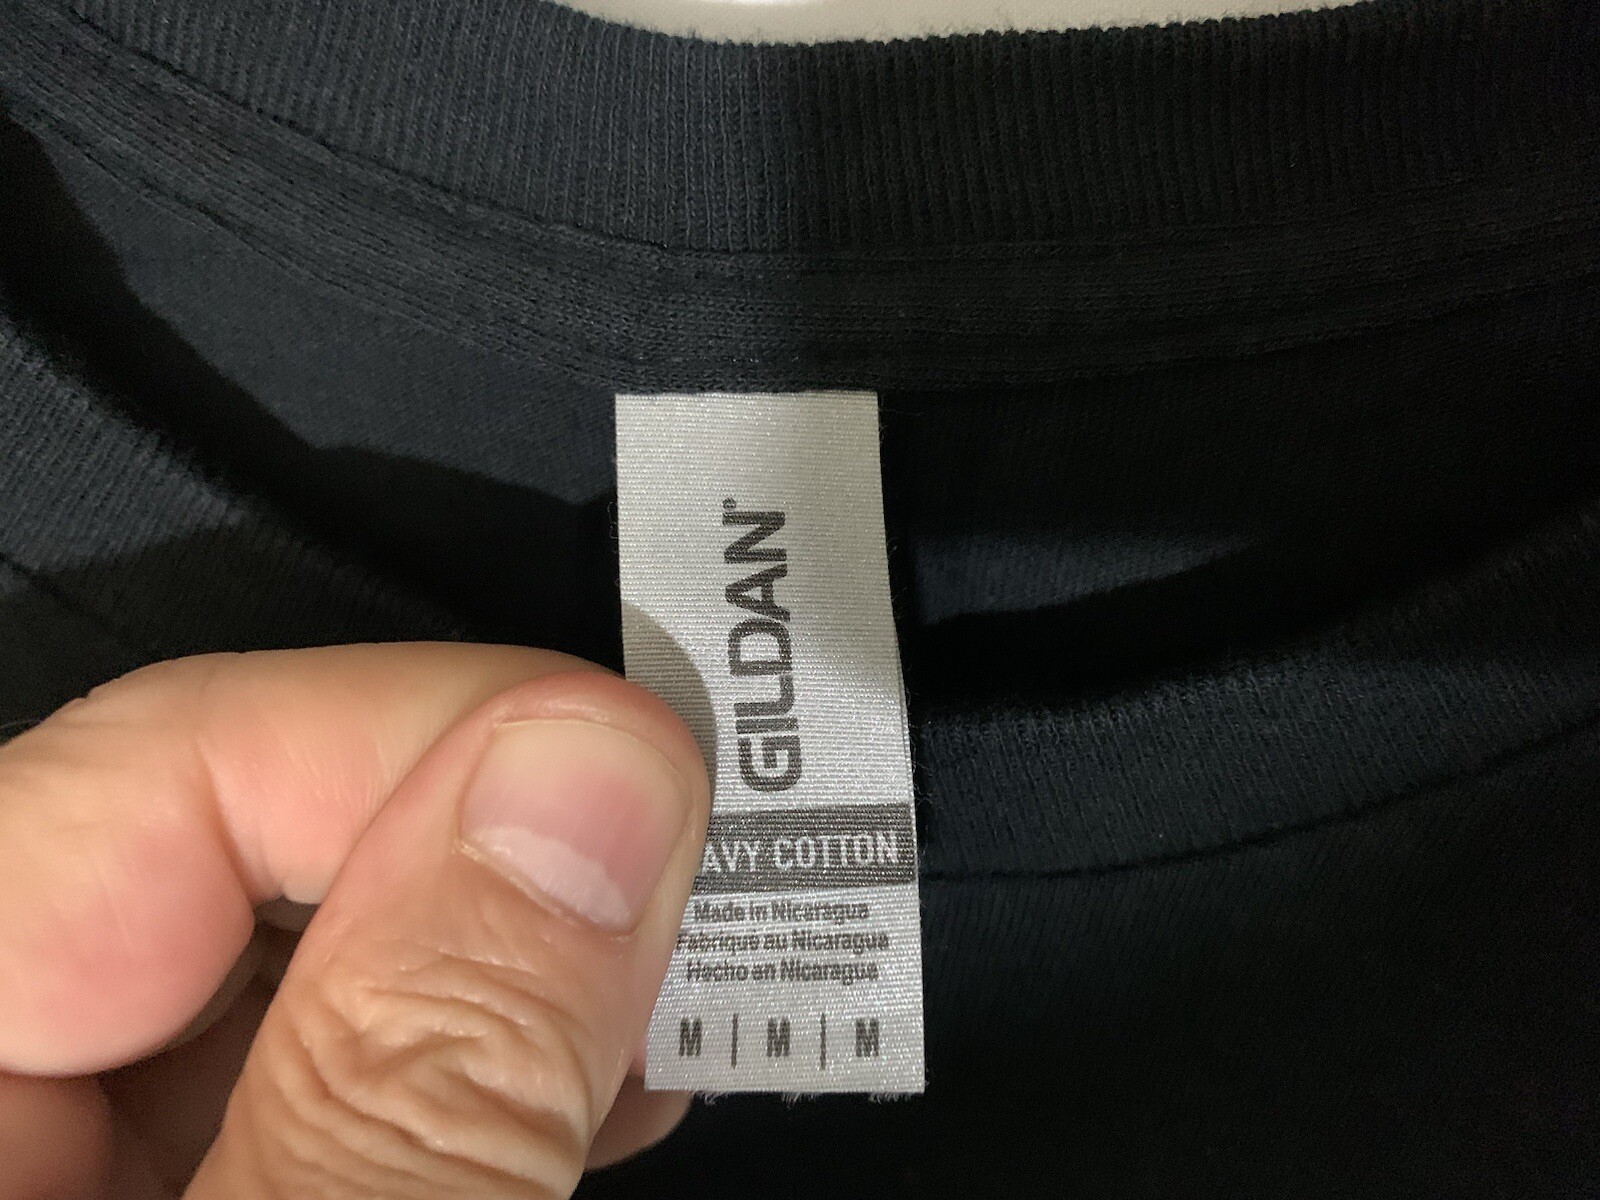 GILDAN®
AVY COTTON
Made in Nicaragua
Fabriqué au Nicaragua
Hecho en Nicaragua
M | M | M